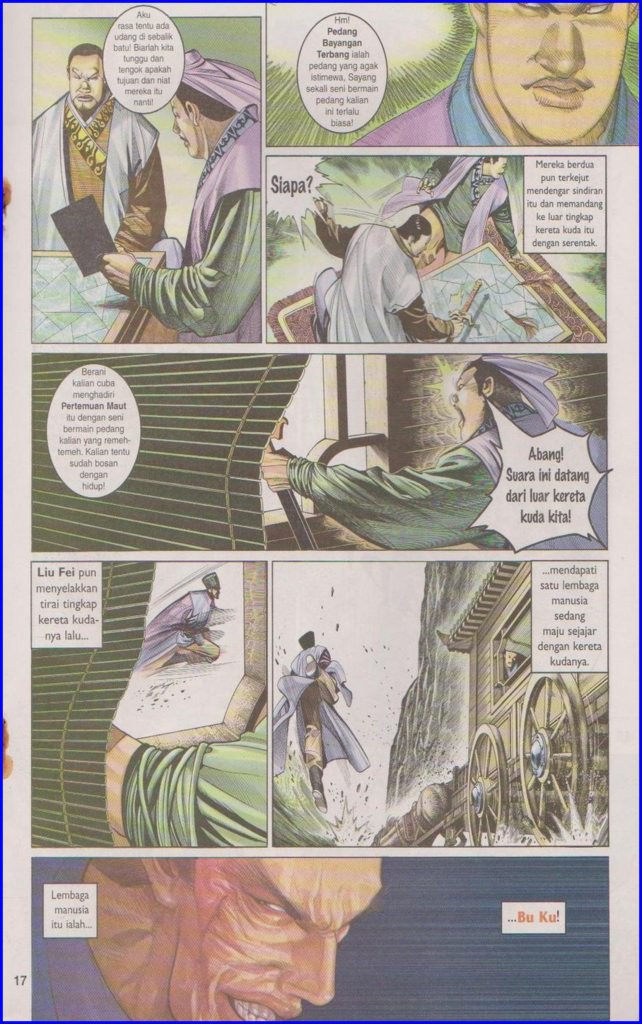 Aku
rasa tentu ada
udang di sebalik
batu! Biarlah kita
tunggu dan
tengok apakah
tujuan dan niat
mereka itu
nanti!
Hm!
Pedang
Bayangan
Terbang ialah
pedang yang agak
istimewa, Sayang
sekali seni bermain
pedang kalian
ini terlalu
biasa!
Siapa?
Mereka berdua
pun terkejut
mendengar sindiran
itu dan memandang
ke luar tingkap
kereta kuda itu
dengan serentak.
Berani
kalian cuba
menghadiri
Pertemuan Maut
itu dengan seni
bermain pedang
kalian yang remeh-
temeh. Kalian tentu
sudah bosan
dengan
hidup!
Abang!
Suara ini datang
dari luar kereta
kuda kita!
Liu Fei pun
menyelakkan
tirai tingkap
kereta kuda-
nya lalu...
...mendapati
satu lembaga
manusia
sedang
maju sejajar
dengan kereta
kudanya.
Lembaga
manusia
itu ialah...
...Bu Ku!
17